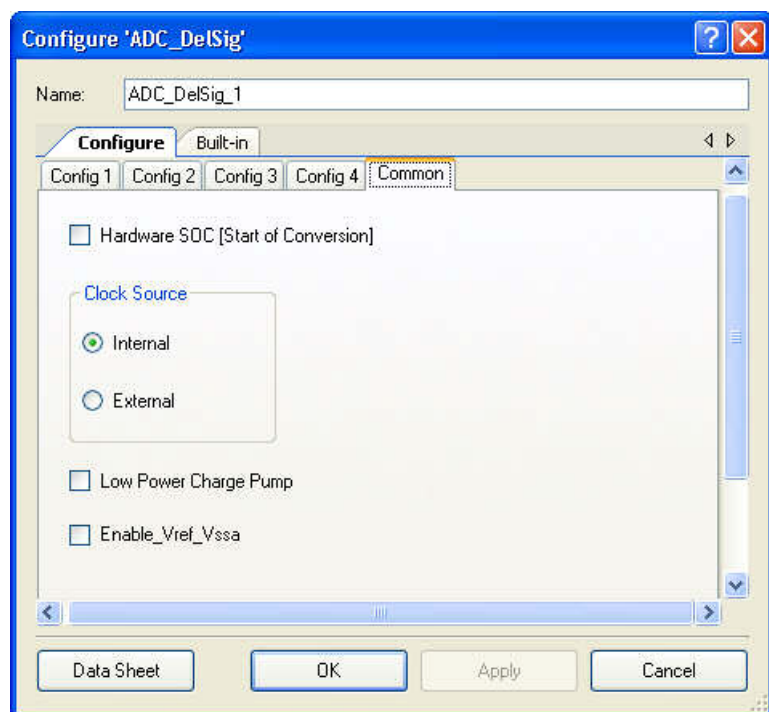 Configure 'ADC_DelSig'
Name: ADC_DelSig_1
Configure Built-in
Config 1 Config 2 Config 3 Config 4 Common
Hardware SOC [Start of Conversion]
Clock Source
Internal
External
Low Power Charge Pump
Enable_Vref_Vssa
Data Sheet OK Apply Cancel